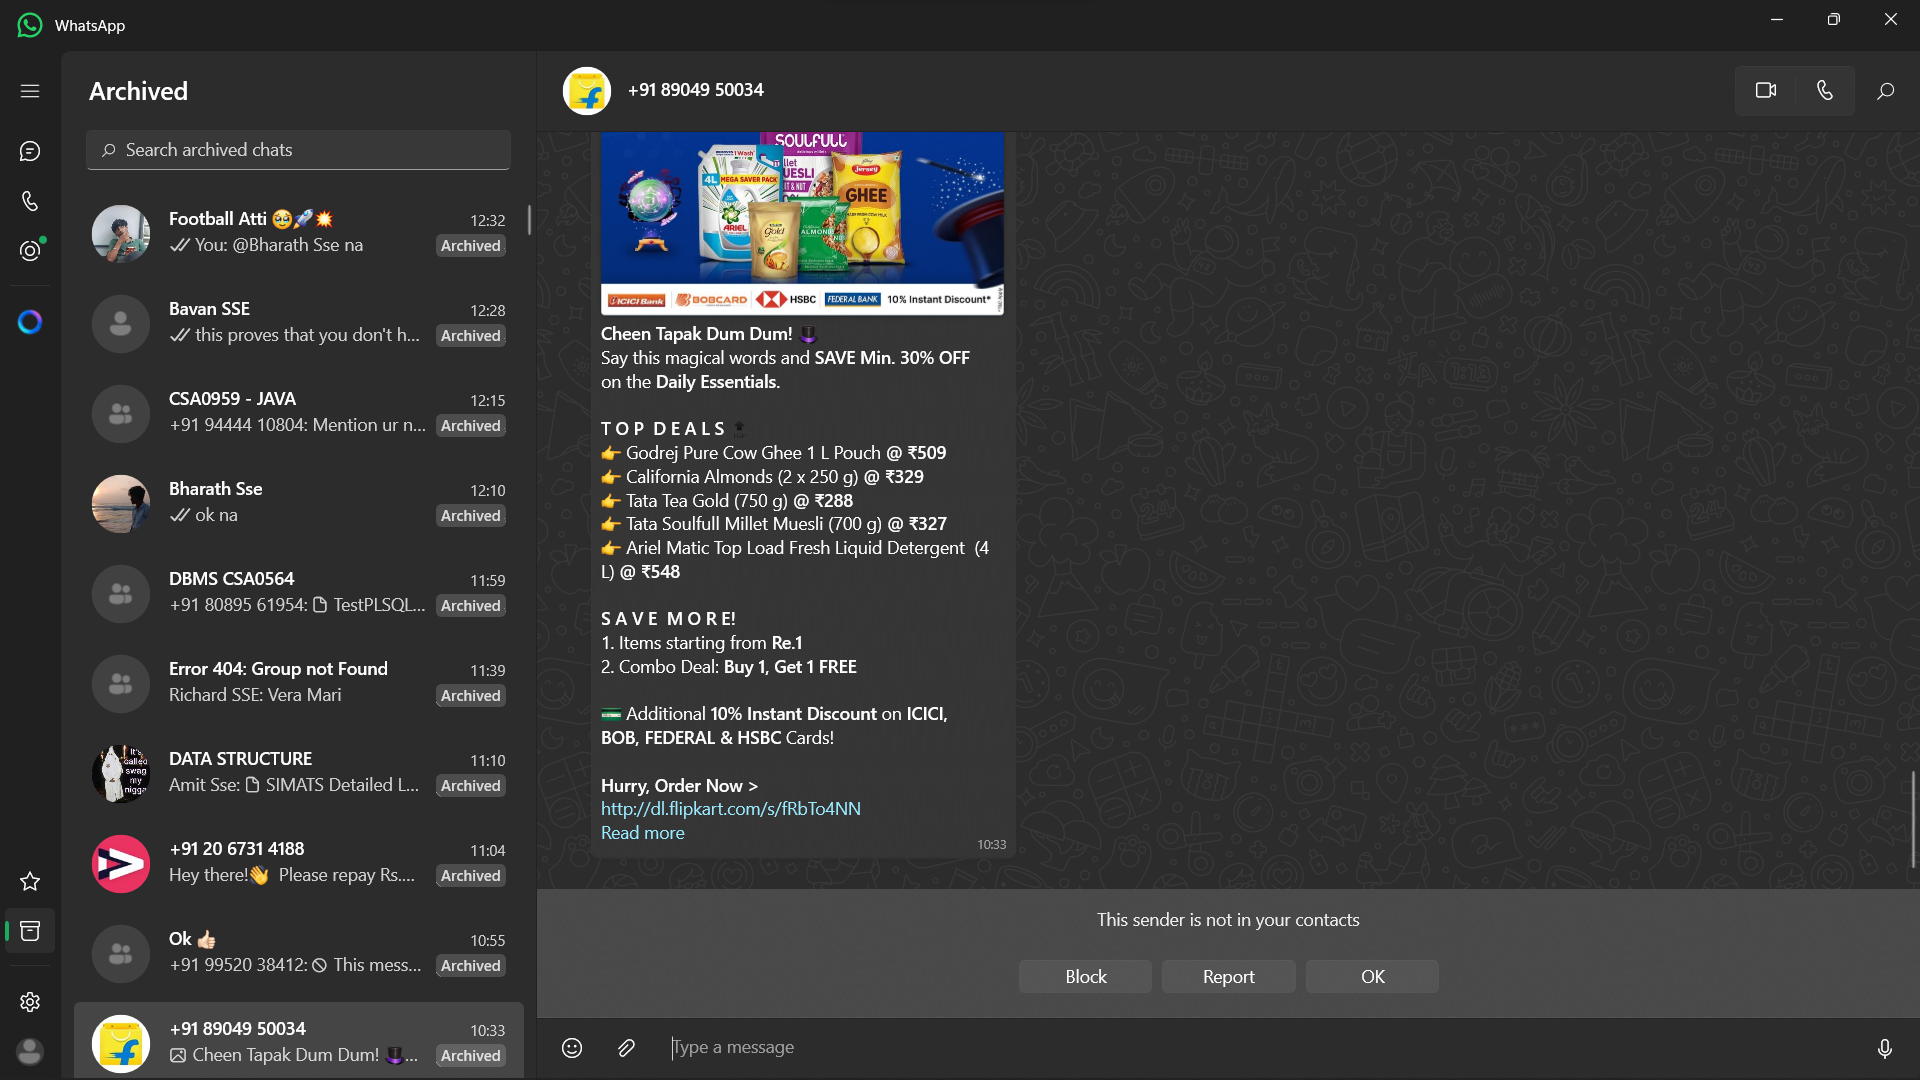 WhatsApp
Archived
Search archived chats
Football Atti 🥹🚀💥
12:32
You: @Bharath Sse na
Archived
Bavan SSE
12:28
this proves that you don't h...
Archived
CSA0959 - JAVA
12:15
+91 94444 10804: Mention ur n...
Archived
Bharath Sse
12:10
ok na
Archived
DBMS CSA0564
11:59
+91 80895 61954: TestPLSQL...
Archived
Error 404: Group not Found
11:39
Richard SSE: Vera Mari
Archived
It's
called
swag
my
nigga
DATA STRUCTURE
11:10
Amit Sse: SIMATS Detailed L...
Archived
+91 20 6731 4188
11:04
Hey there!👋 Please repay Rs....
Archived
Ok 👍🏻
10:55
+91 99520 38412: This mess...
Archived
+91 89049 50034
10:33
Cheen Tapak Dum Dum! 🎩...
Archived
+91 89049 50034
SOULFULL
4L MEGA SAVER PACK
ARIEL
Gold
ALMONDS
Jersey
GHEE
ICICI Bank
BOBCARD
HSBC
FEDERAL BANK
10% Instant Discount*
Cheen Tapak Dum Dum! 🎩
Say this magical words and SAVE Min. 30% OFF
on the Daily Essentials.
T O P D E A L S 🔝
👉 Godrej Pure Cow Ghee 1 L Pouch @ ₹509
👉 California Almonds (2 x 250 g) @ ₹329
👉 Tata Tea Gold (750 g) @ ₹288
👉 Tata Soulfull Millet Muesli (700 g) @ ₹327
👉 Ariel Matic Top Load Fresh Liquid Detergent (4
L) @ ₹548
S A V E M O R E!
1. Items starting from Re.1
2. Combo Deal: Buy 1, Get 1 FREE
💳 Additional 10% Instant Discount on ICICI,
BOB, FEDERAL & HSBC Cards!
Hurry, Order Now >
http://dl.flipkart.com/s/fRbTo4NN
Read more
10:33
This sender is not in your contacts
Block
Report
OK
Type a message